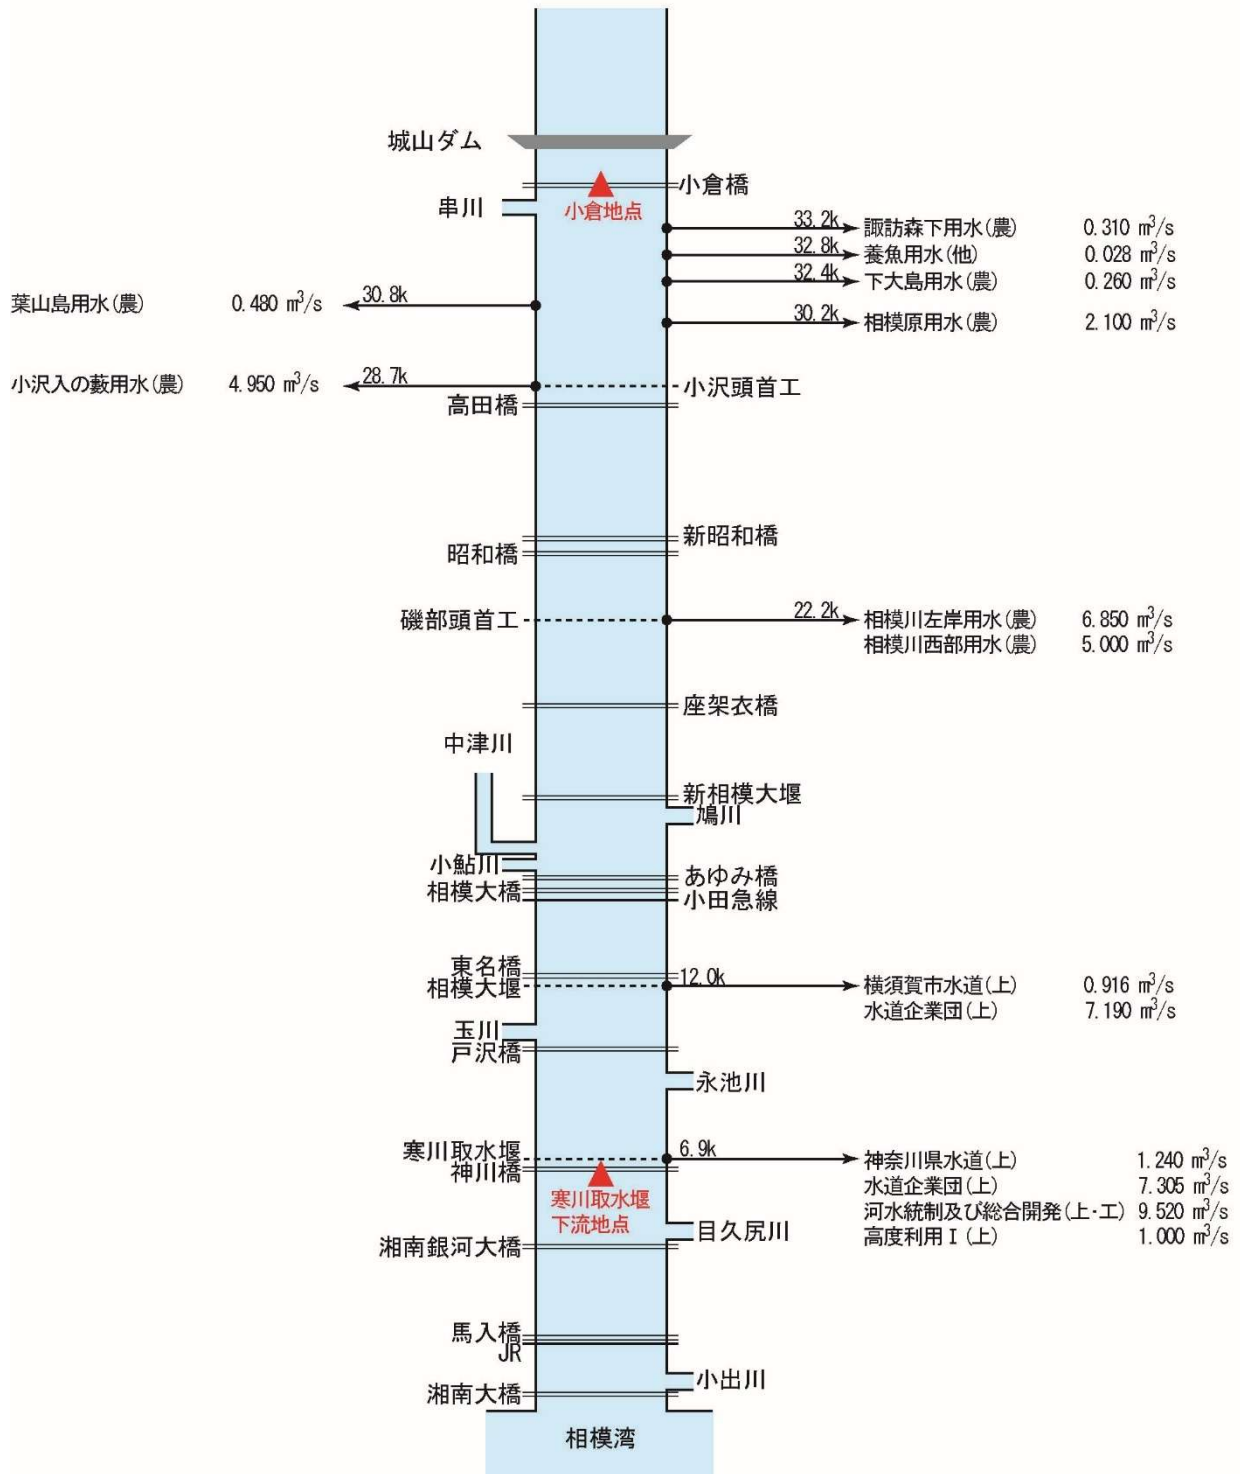 城山ダム
小倉橋
串川
小倉地点
33.2k 諏訪森下用水(農) 0.310 m³/s
32.8k 養魚用水(他) 0.028 m³/s
32.4k 下大島用水(農) 0.260 m³/s
葉山島用水(農) 0.480 m³/s 30.8k
30.2k 相模原用水(農) 2.100 m³/s
小沢入の藪用水(農) 4.950 m³/s 28.7k
小沢頭首工
高田橋
新昭和橋
昭和橋
磯部頭首工
22.2k 相模川左岸用水(農) 6.850 m³/s
相模川西部用水(農) 5.000 m³/s
座架衣橋
中津川
新相模大堰
鳩川
小鮎川
あゆみ橋
相模大橋
小田急線
東名橋
相模大堰
12.0k 横須賀市水道(上) 0.916 m³/s
水道企業団(上) 7.190 m³/s
玉川
戸沢橋
永池川
寒川取水堰
6.9k 神奈川県水道(上) 1.240 m³/s
神川橋
水道企業団(上) 7.305 m³/s
河水統制及び総合開発(上・工) 9.520 m³/s
高度利用Ⅰ(上) 1.000 m³/s
寒川取水堰
下流地点
目久尻川
湘南銀河大橋
馬入橋
JR
小出川
湘南大橋
相模湾